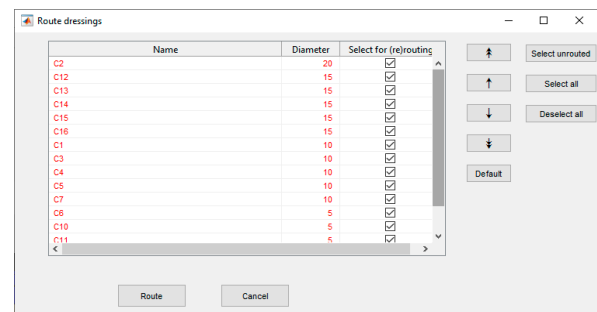 Route dressings
Name Diameter Select for (re)routing
C2 20
C12 15
C13 15
C14 15
C15 15
C16 15
C1 10
C3 10
C4 10
C5 10
C7 10
C6 5
C10 5
C11 5
Select unrouted
Select all
Deselect all
Default
Route Cancel